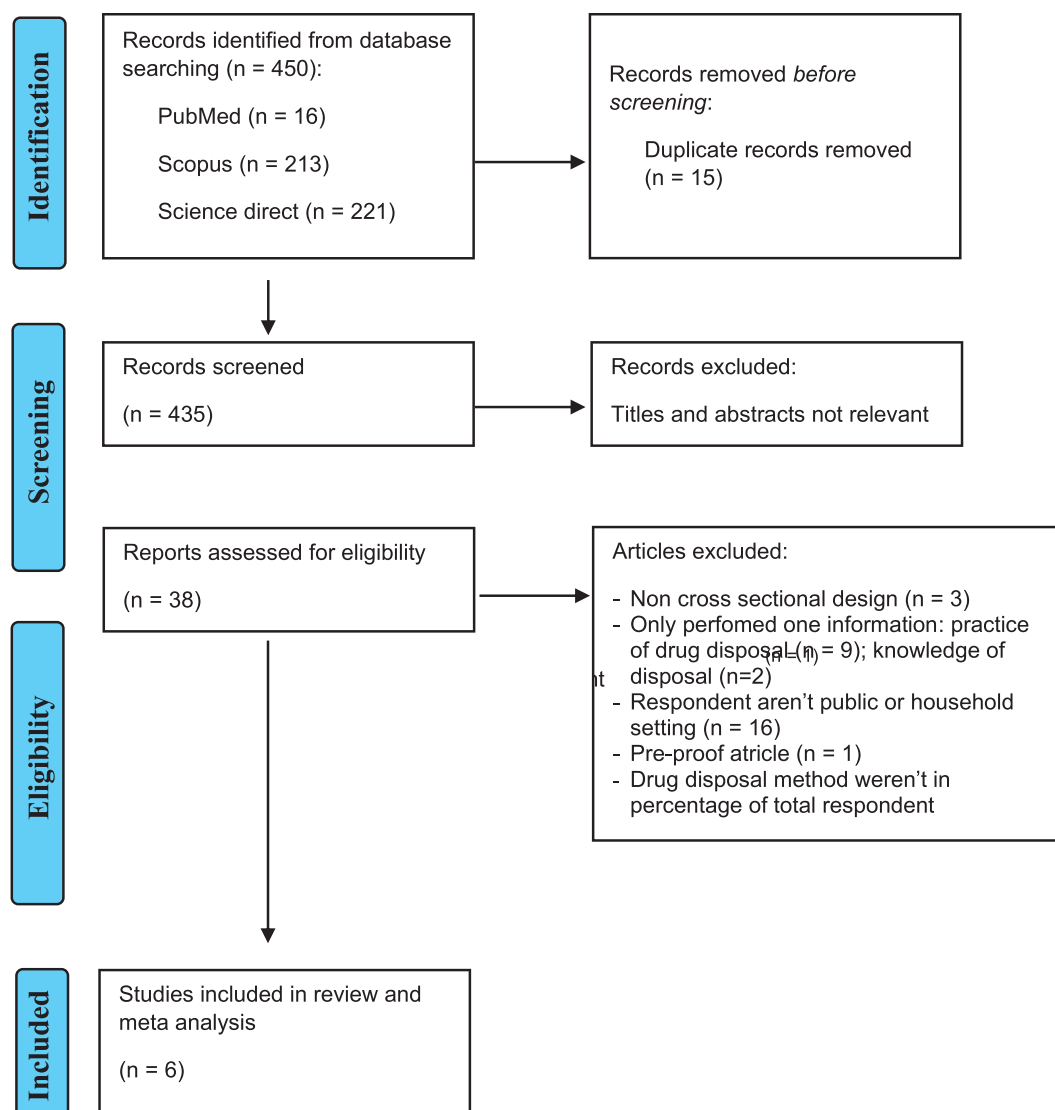 Identification
Records identified from database
searching (n = 450):
PubMed (n = 16)
Scopus (n = 213)
Science direct (n = 221)
Records removed before
screening:
Duplicate records removed
(n = 15)
Screening
Records screened
(n = 435)
Records excluded:
Titles and abstracts not relevant
Reports assessed for eligibility
(n = 38)
Eligibility
Articles excluded:
- Non cross sectional design (n = 3)
- Only perfomed one information: practice
of drug disposal (n = 9); knowledge of
(n = 1)
disposal (n=2)
nt
- Respondent aren’t public or household
setting (n = 16)
- Pre-proof atricle (n = 1)
- Drug disposal method weren’t in
percentage of total respondent
Included
Studies included in review and
meta analysis
(n = 6)